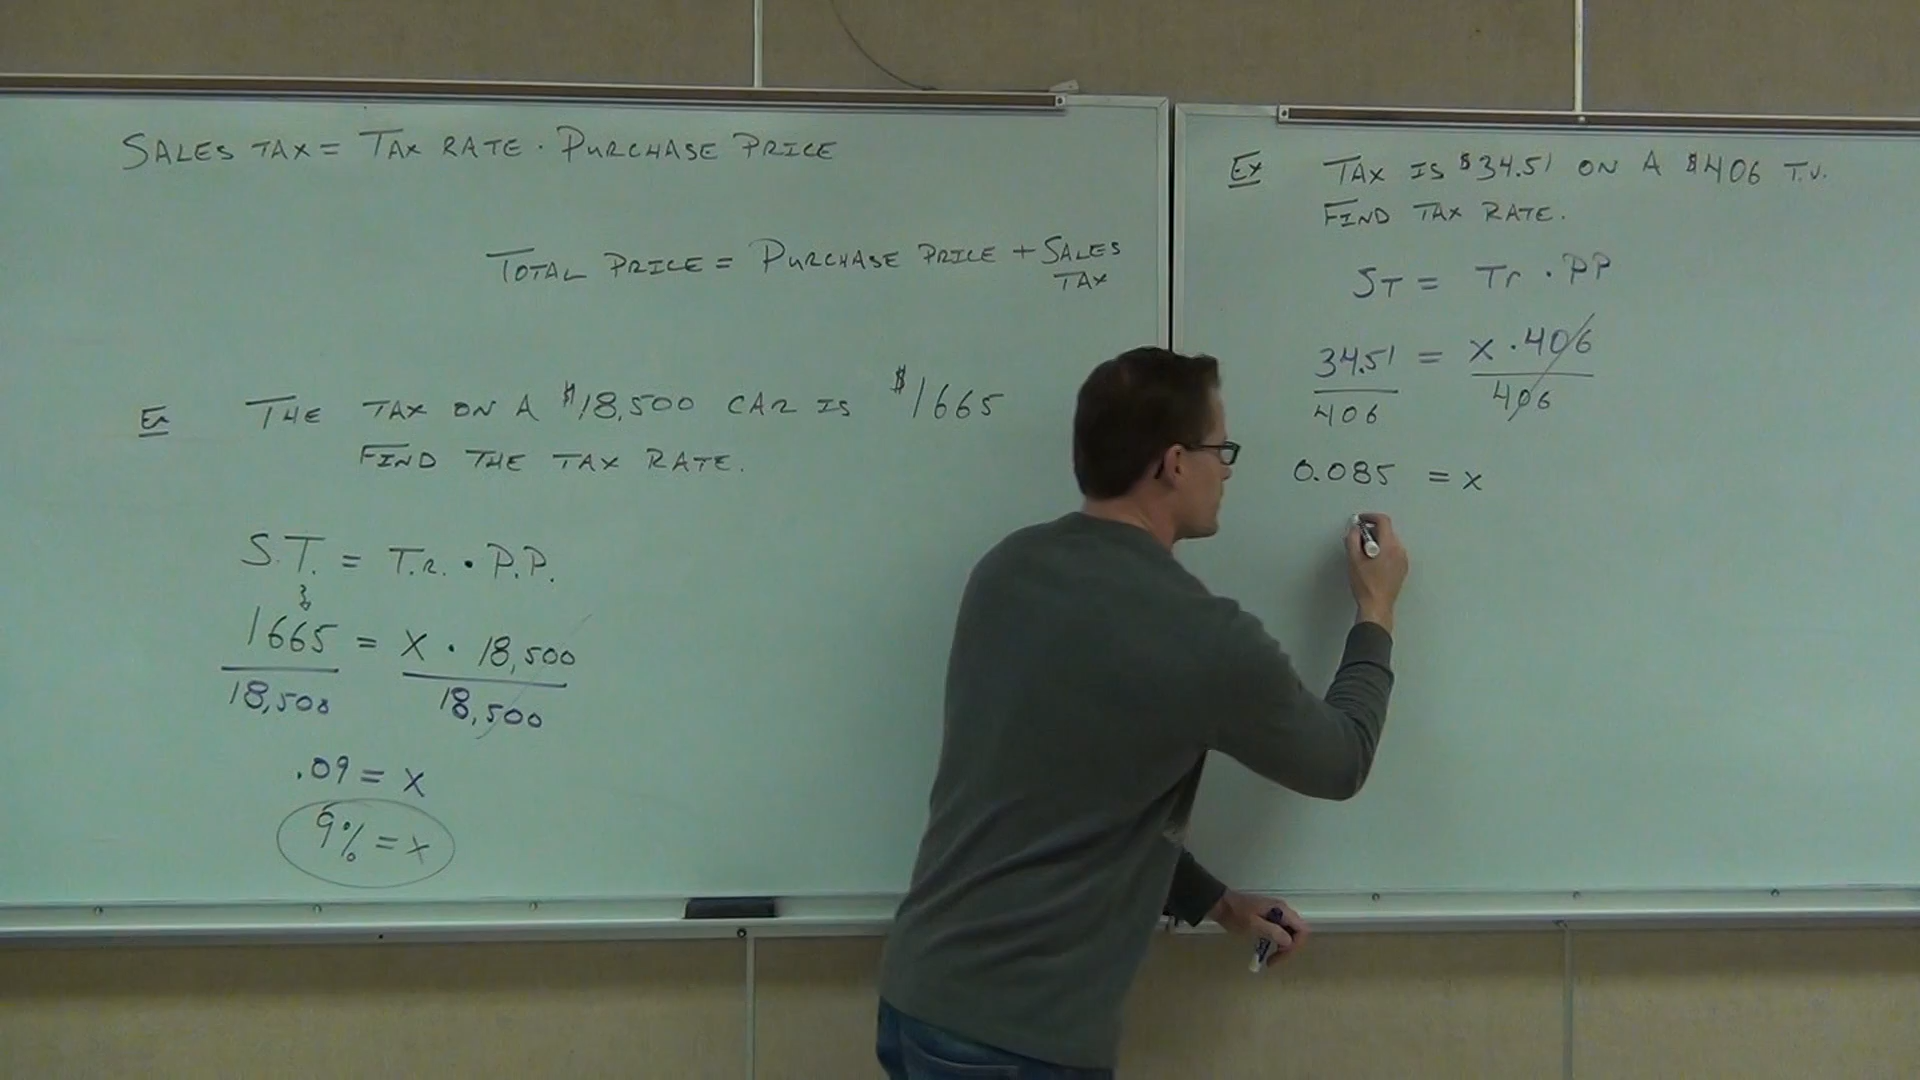 SALES TAX = TAX RATE · PURCHASE PRICE
TOTAL PRICE = PURCHASE PRICE + SALES
TAX
Ex THE TAX ON A $18,500 CAR IS $1665
FIND THE TAX RATE.
S.T. = T.R. · P.P.
1665 = X · 18,500
18,500 18,500
.09 = X
9% = X
Ex TAX IS $34.51 ON A $406 T.V.
FIND TAX RATE.
ST = Tr · PP
34.51 = X · 406
406 406
0.085 = X